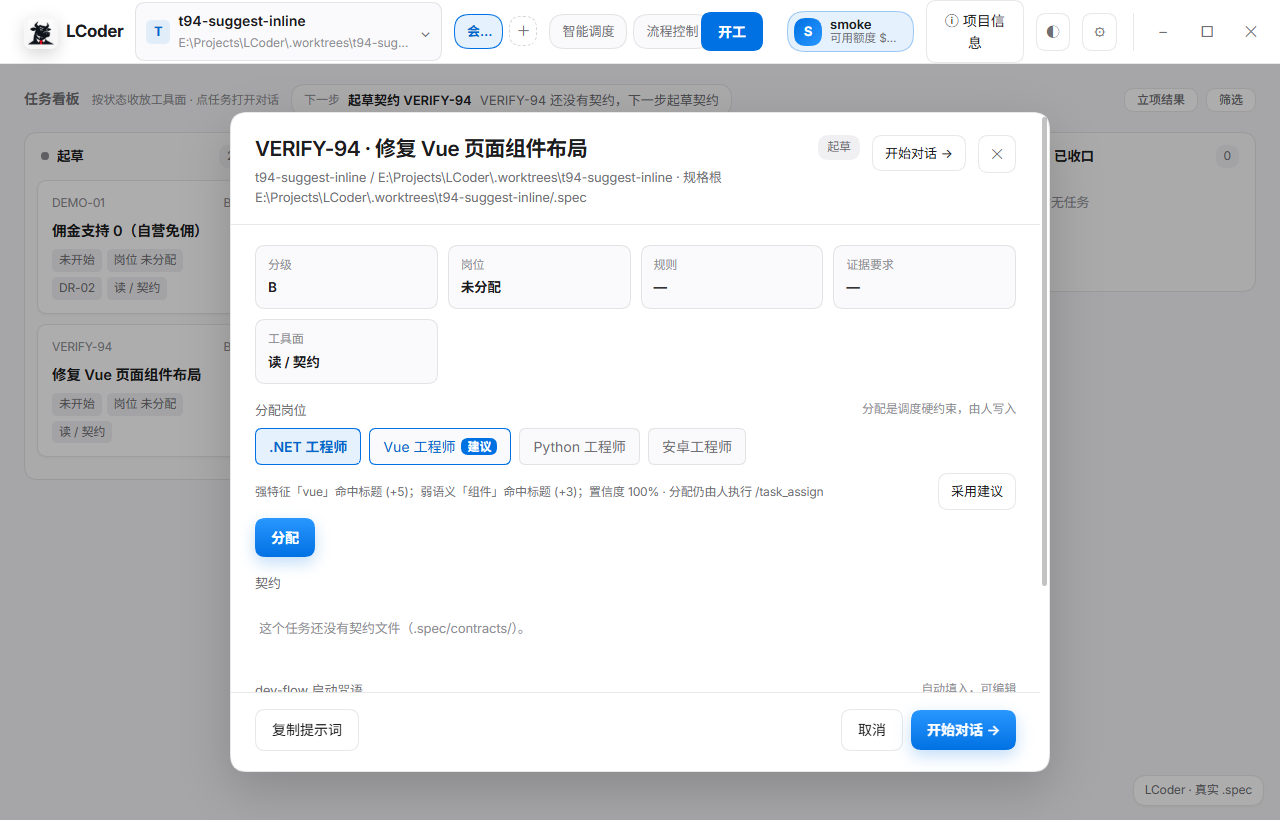 LCoder
T
t94-suggest-inline
E:\Projects\LCoder\.worktrees\t94-sug...
会...
智能调度
流程控制
开工
S
smoke
可用额度 $...
项目信息
任务看板
按状态收放工具面 · 点任务打开对话
下一步 起草契约 VERIFY-94 VERIFY-94 还没有契约，下一步起草契约
立项结果
筛选
起草
2
DEMO-01
B
佣金支持 0（自营免佣）
未开始
岗位 未分配
DR-02
读 / 契约
VERIFY-94
B
修复 Vue 页面组件布局
未开始
岗位 未分配
读 / 契约
已收口
0
无任务
VERIFY-94 · 修复 Vue 页面组件布局
起草
开始对话 →
t94-suggest-inline / E:\Projects\LCoder\.worktrees\t94-suggest-inline · 规格根
E:\Projects\LCoder\.worktrees\t94-suggest-inline/.spec
分级
B
岗位
未分配
规则
—
证据要求
—
工具面
读 / 契约
分配岗位
分配是调度硬约束，由人写入
.NET 工程师
Vue 工程师 建议
Python 工程师
安卓工程师
强特征「vue」命中标题 (+5)；弱语义「组件」命中标题 (+3)；置信度 100% · 分配仍由人执行 /task_assign
采用建议
分配
契约
这个任务还没有契约文件（.spec/contracts/）。
dev-flow 启动咒语
自动填入，可编辑
复制提示词
取消
开始对话 →
LCoder · 真实 .spec